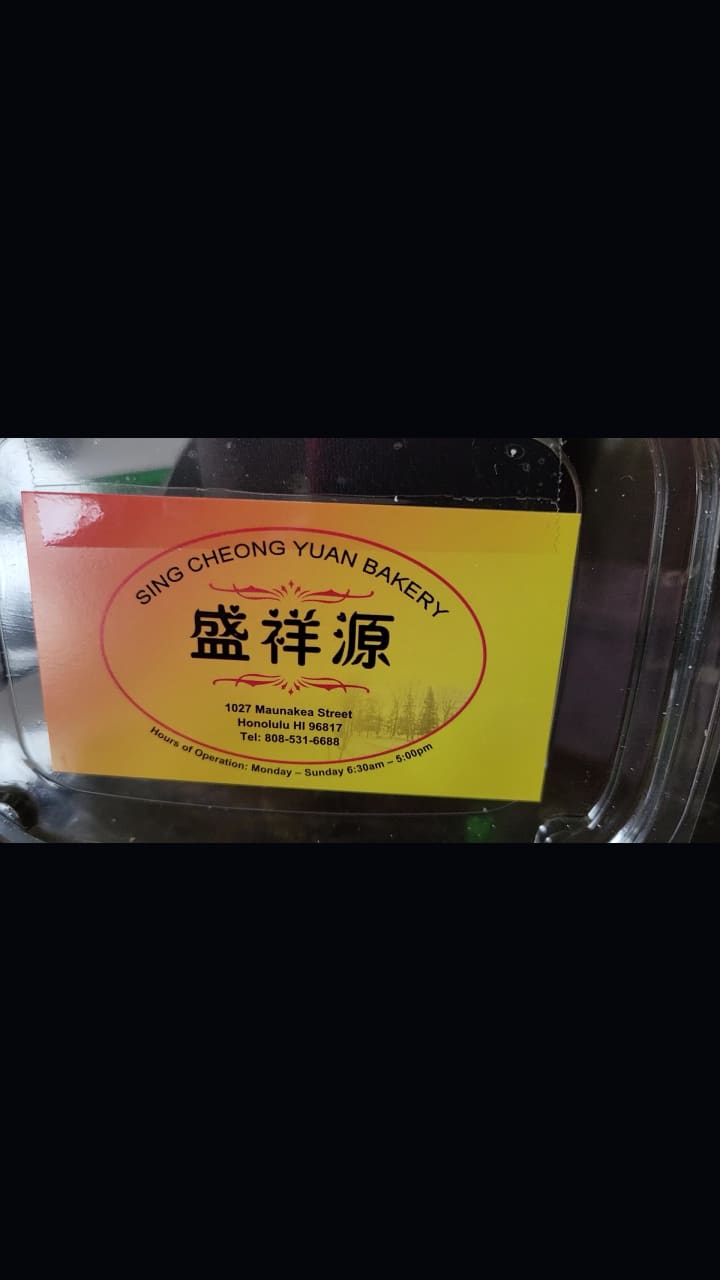 SING CHEONG YUAN BAKERY
盛祥源
1027 Maunakea Street
Honolulu HI 96817
Tel: 808-531-6688
Hours of Operation: Monday – Sunday 6:30am – 5:00pm